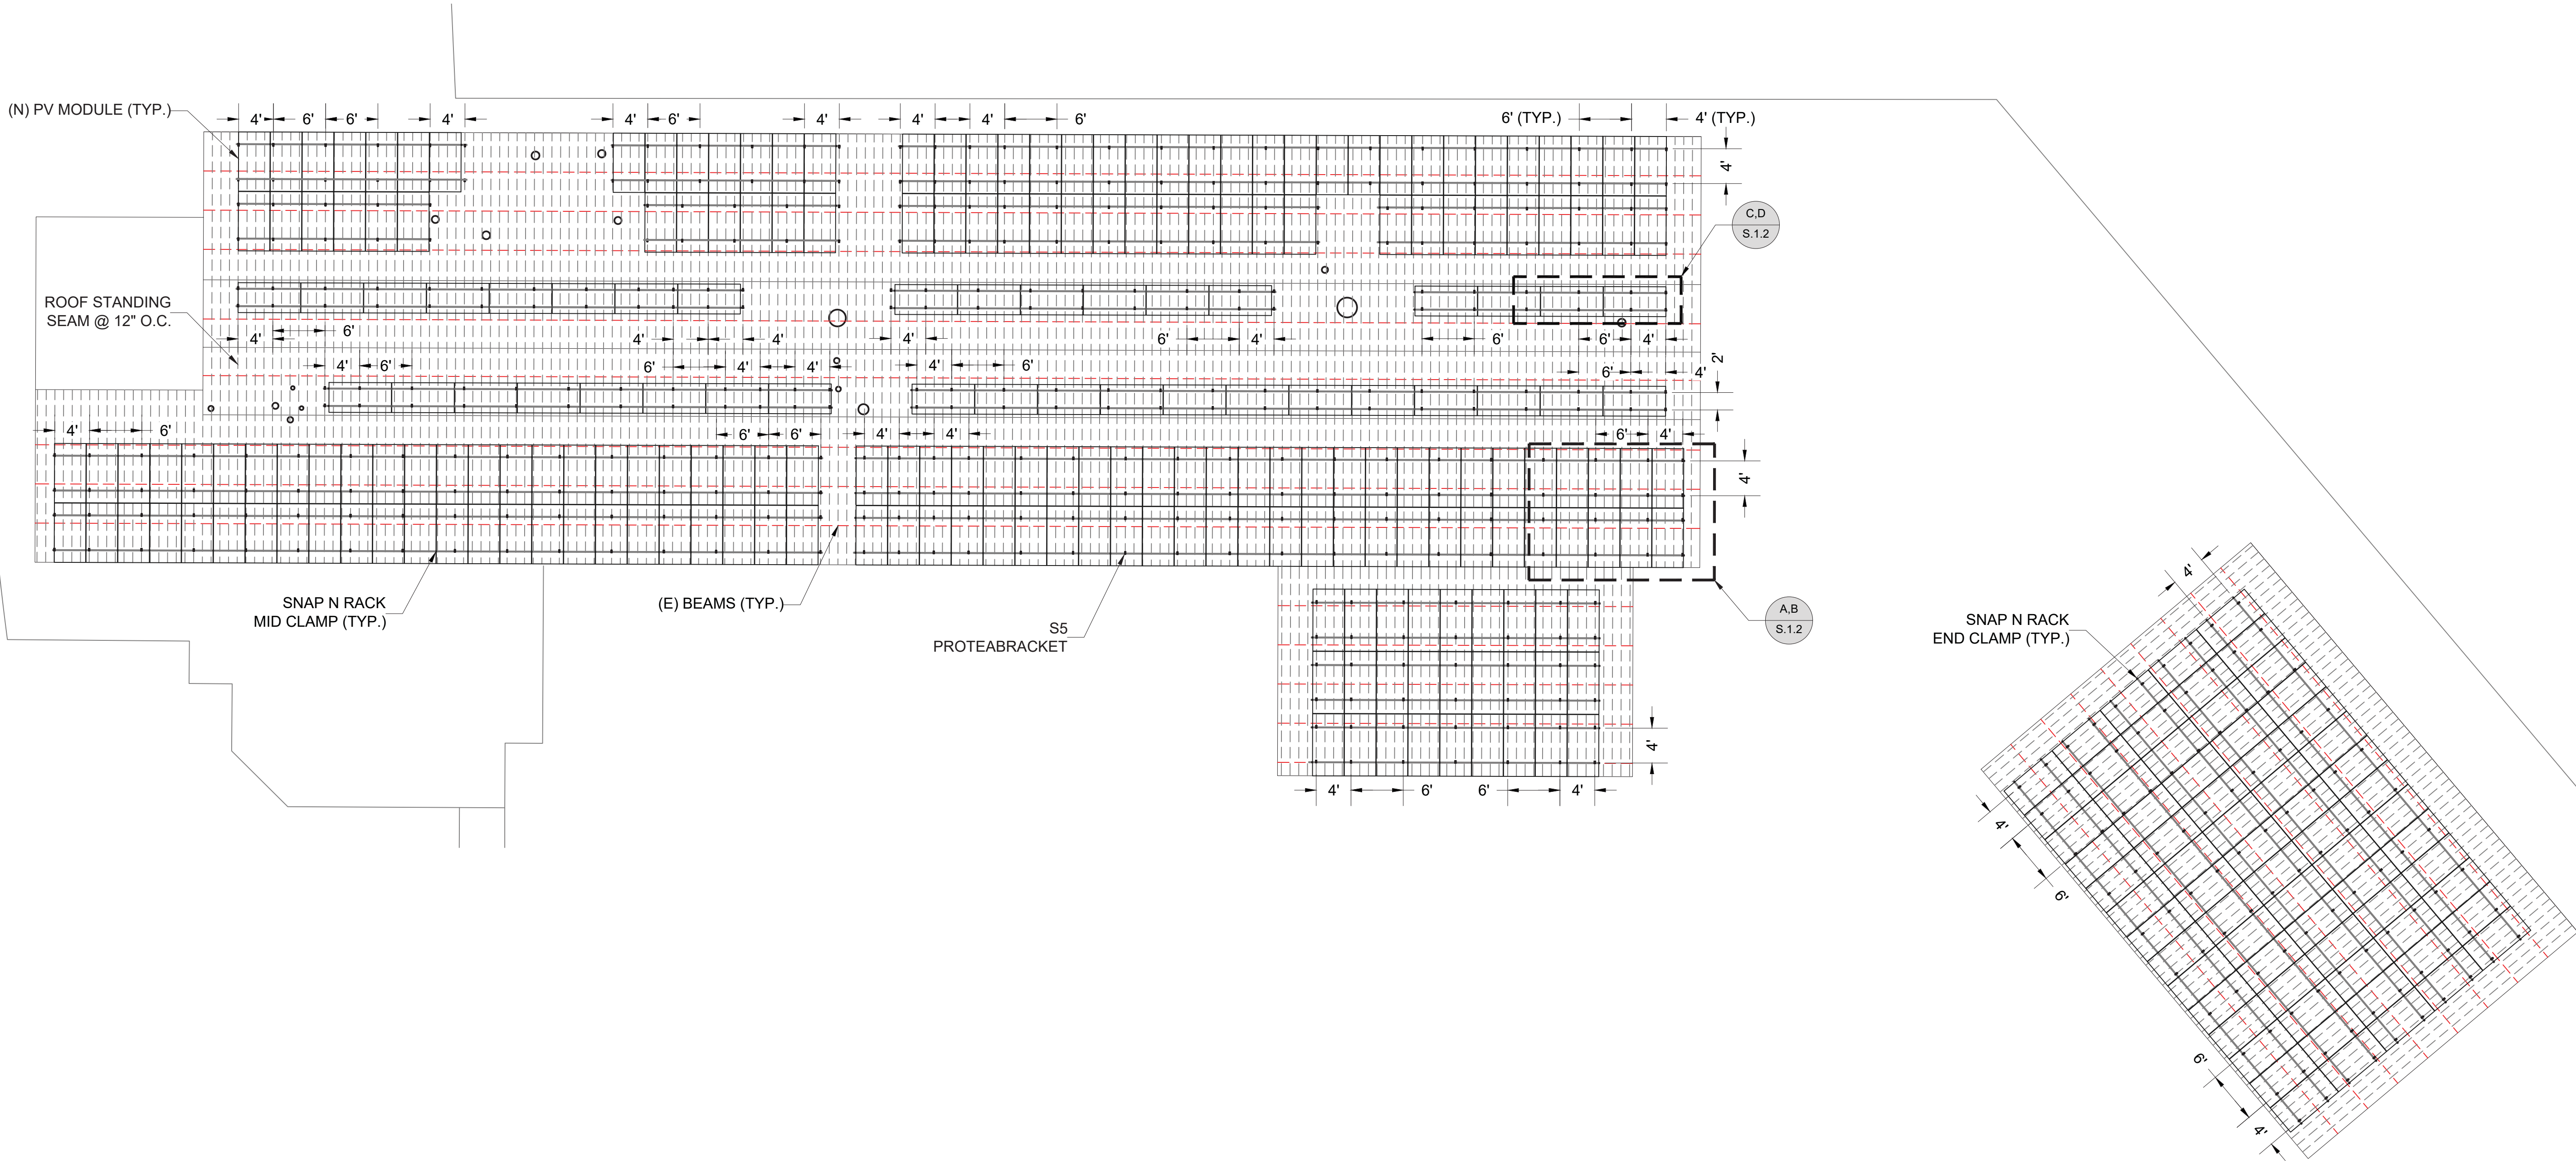 (N) PV MODULE (TYP.)
4' 6' 6' 4' 4' 6' 4' 4' 4' 6' 6' (TYP.) 4' (TYP.)
4'
C,D
S.1.2
ROOF STANDING
SEAM @ 12" O.C.
6'
4' 4' 4' 4' 6' 6' 6' 4'
4' 6' 6' 4' 4' 4' 6' 6' 4'
2'
4' 6' 6' 6' 4' 4' 6' 4'
4'
SNAP N RACK
MID CLAMP (TYP.)
(E) BEAMS (TYP.)
S5
PROTEABRACKET
A,B
S.1.2
4'
4' 6' 6' 4'
SNAP N RACK
END CLAMP (TYP.)
4'
4'
6'
6'
4'